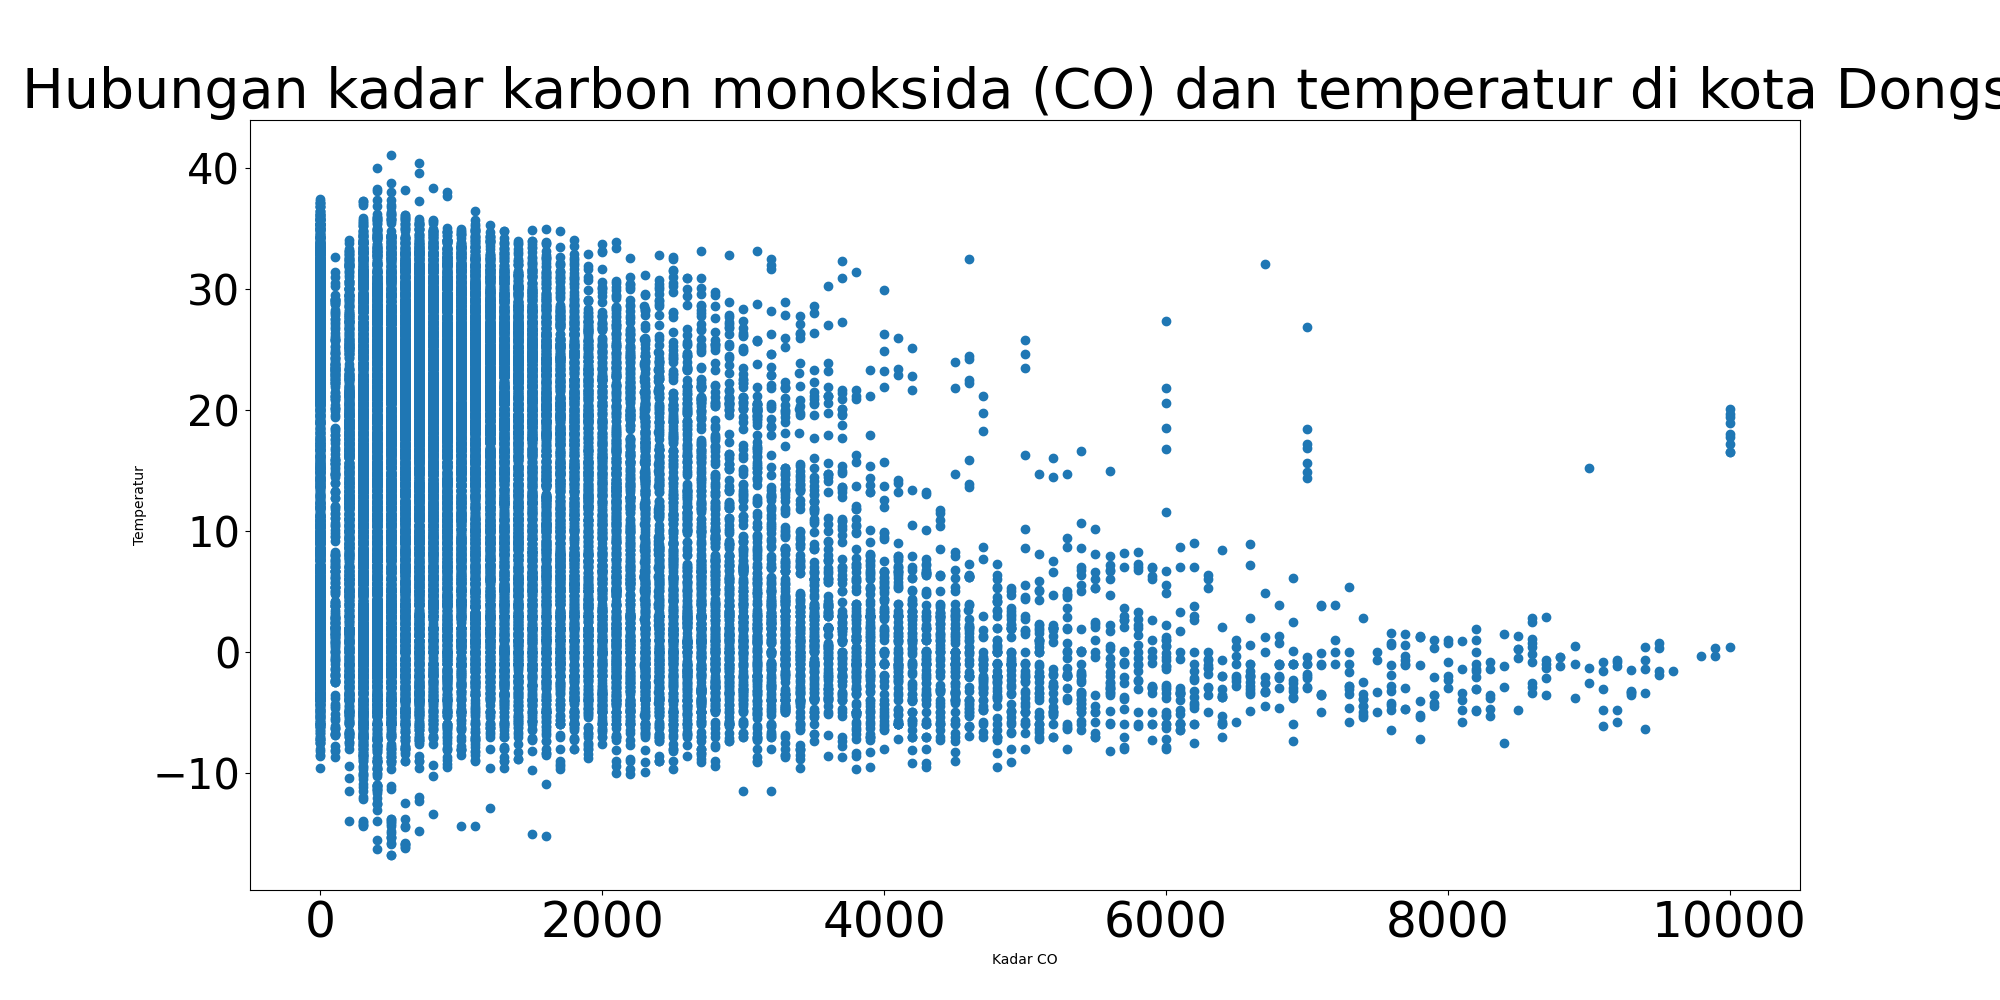 Hubungan kadar karbon monoksida (CO) dan temperatur di kota Dongs
40
30
20
10
0
−10
Temperatur
0 2000 4000 6000 8000 10000
Kadar CO